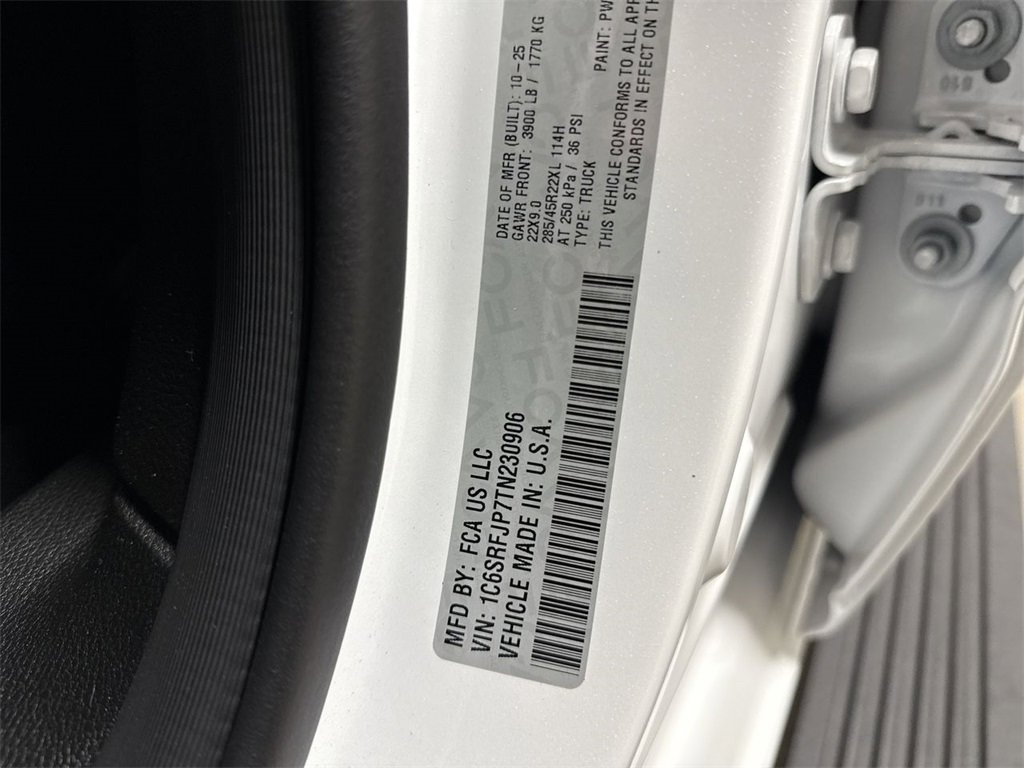 MFD BY: FCA US LLC
VIN: 1C6SRFJP7TN230906
VEHICLE MADE IN: U.S.A.
DATE OF MFR (BUILT): 10-25
GAWR FRONT: 3900 LB / 1770 KG
22X9.0
285/45R22XL 114H
AT 250 kPa / 36 PSI
TYPE: TRUCK
PAINT: PW
THIS VEHICLE CONFORMS TO ALL APP
STANDARDS IN EFFECT ON TH